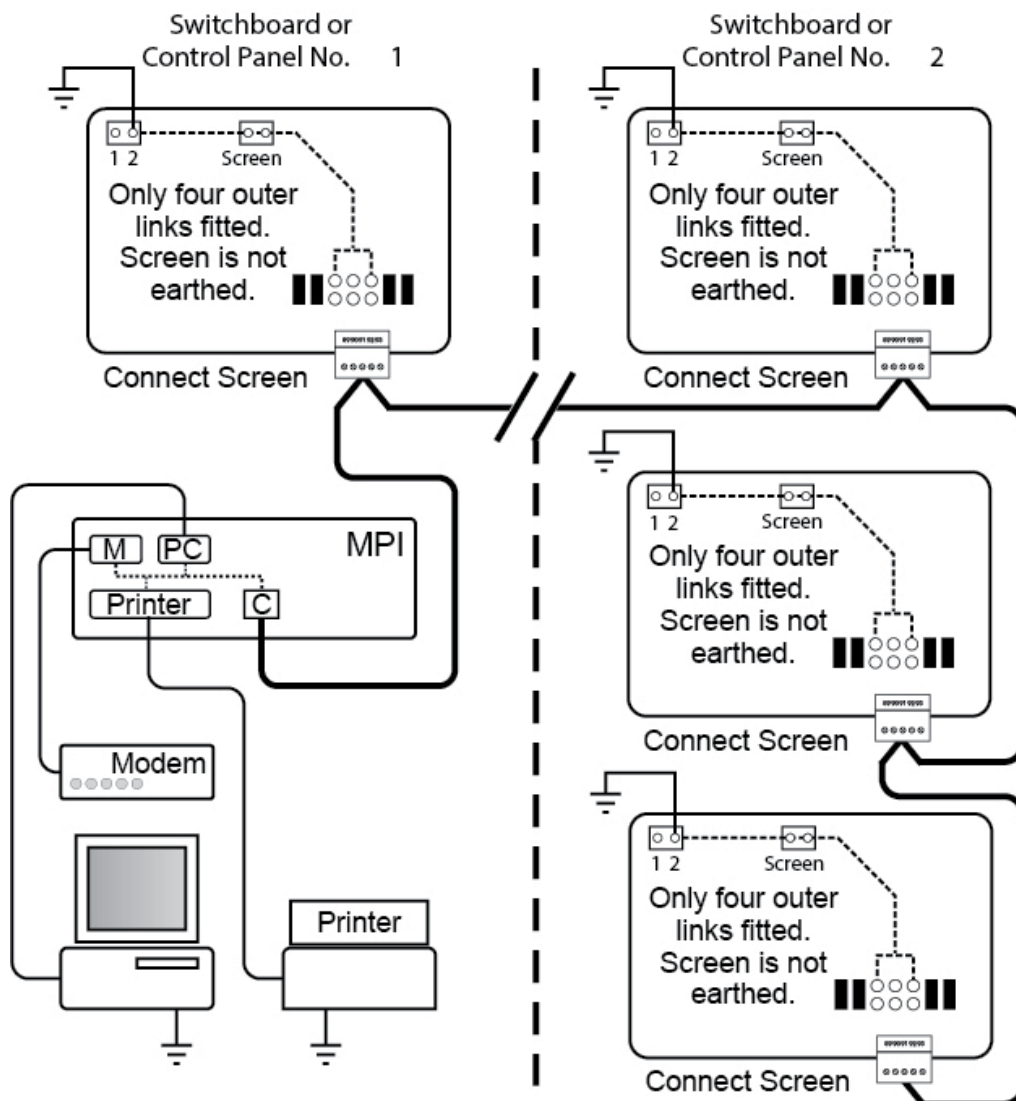 Switchboard or
Control Panel No. 1
1 2
Screen
Only four outer
links fitted.
Screen is not
earthed.
Connect Screen
Switchboard or
Control Panel No. 2
1 2
Screen
Only four outer
links fitted.
Screen is not
earthed.
Connect Screen
1 2
Screen
Only four outer
links fitted.
Screen is not
earthed.
Connect Screen
1 2
Screen
Only four outer
links fitted.
Screen is not
earthed.
Connect Screen
MPI
M
PC
Printer
C
Modem
Printer